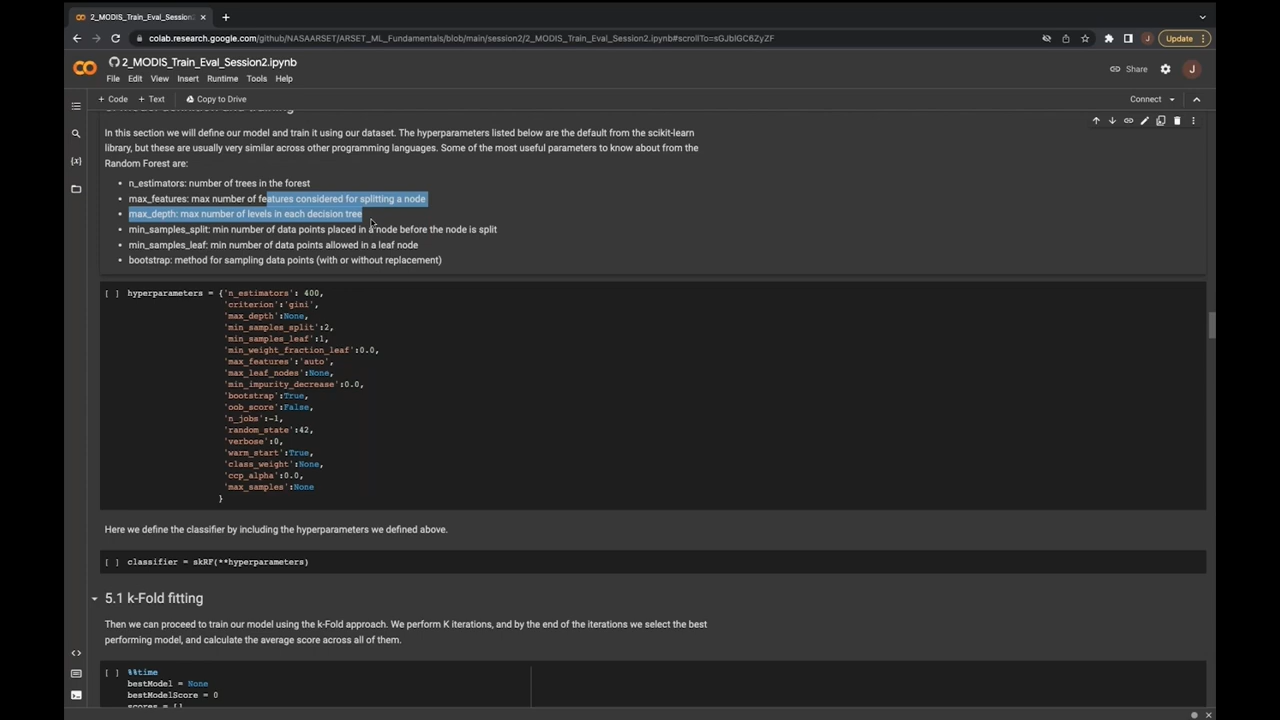 2_MODIS_Train_Eval_Session2.
colab.research.google.com/github/NASAARSET/ARSET_ML_Fundamentals/blob/main/session2/2_MODIS_Train_Eval_Session2.ipynb#scrollTo=sGJblGC6ZyZF
J
Update
2_MODIS_Train_Eval_Session2.ipynb
File Edit View Insert Runtime Tools Help
Share
J
+ Code + Text Copy to Drive
Connect
In this section we will define our model and train it using our dataset. The hyperparameters listed below are the default from the scikit-learn
library, but these are usually very similar across other programming languages. Some of the most useful parameters to know about from the
Random Forest are:
• n_estimators: number of trees in the forest
• max_features: max number of features considered for splitting a node
• max_depth: max number of levels in each decision tree
• min_samples_split: min number of data points placed in a node before the node is split
• min_samples_leaf: min number of data points allowed in a leaf node
• bootstrap: method for sampling data points (with or without replacement)
[ ] hyperparameters = {'n_estimators': 400,
'criterion':'gini',
'max_depth':None,
'min_samples_split':2,
'min_samples_leaf':1,
'min_weight_fraction_leaf':0.0,
'max_features':'auto',
'max_leaf_nodes':None,
'min_impurity_decrease':0.0,
'bootstrap':True,
'oob_score':False,
'n_jobs':-1,
'random_state':42,
'verbose':0,
'warm_start':True,
'class_weight':None,
'ccp_alpha':0.0,
'max_samples':None
}
Here we define the classifier by including the hyperparameters we defined above.
[ ] classifier = skRF(**hyperparameters)
5.1 k-Fold fitting
Then we can proceed to train our model using the k-Fold approach. We perform K iterations, and by the end of the iterations we select the best
performing model, and calculate the average score across all of them.
[ ] %%time
bestModel = None
bestModelScore = 0
scores = []